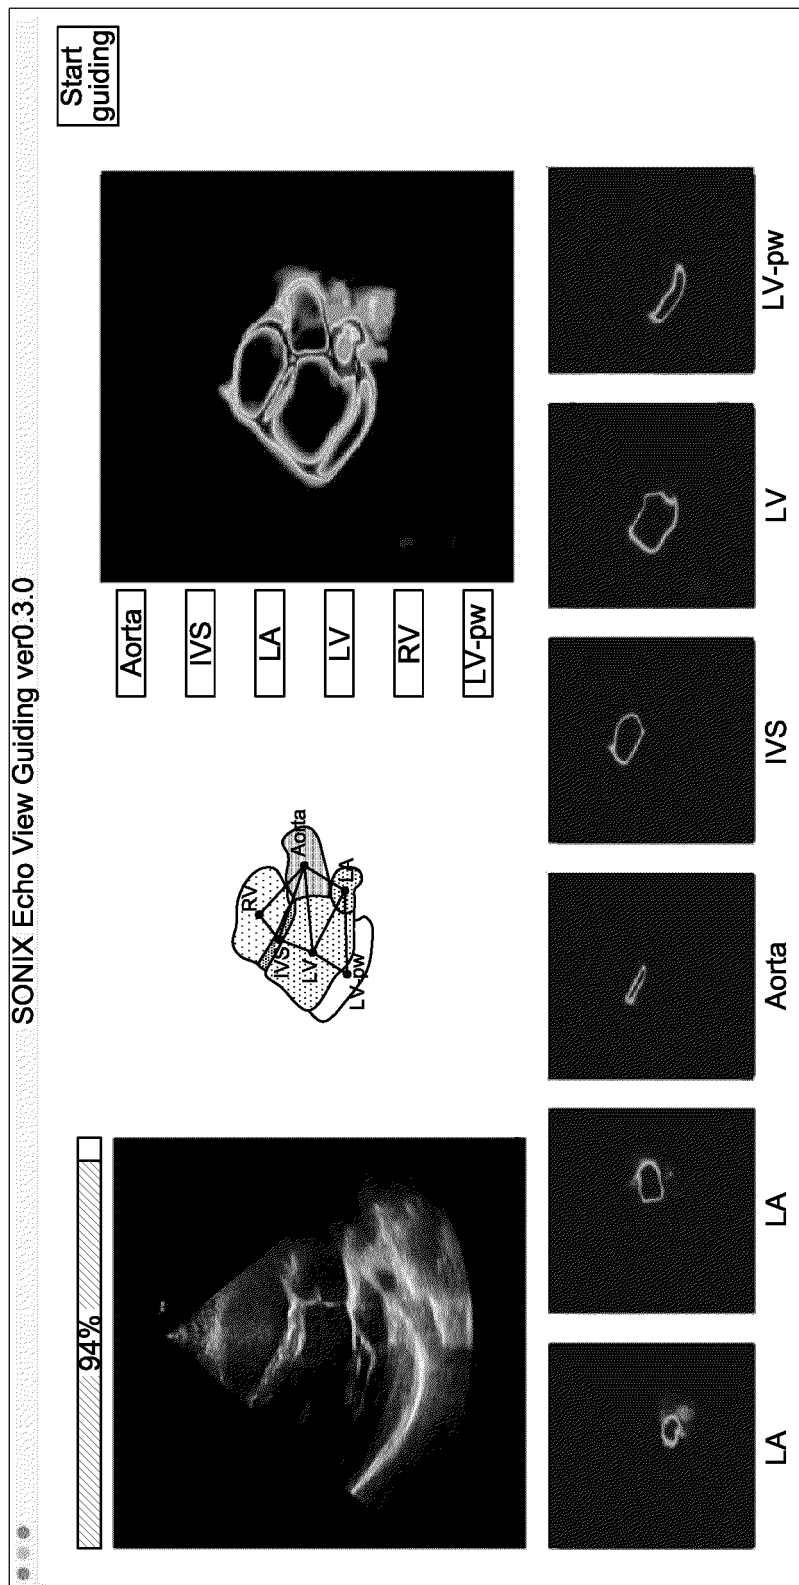 SONIX Echo View Guiding ver0.3.0
Start
guiding
94%
RV
Aorta
IVS
LV
LA
LV-pw
Aorta
IVS
LA
LV
RV
LV-pw
LA
LA
Aorta
IVS
LV
LV-pw